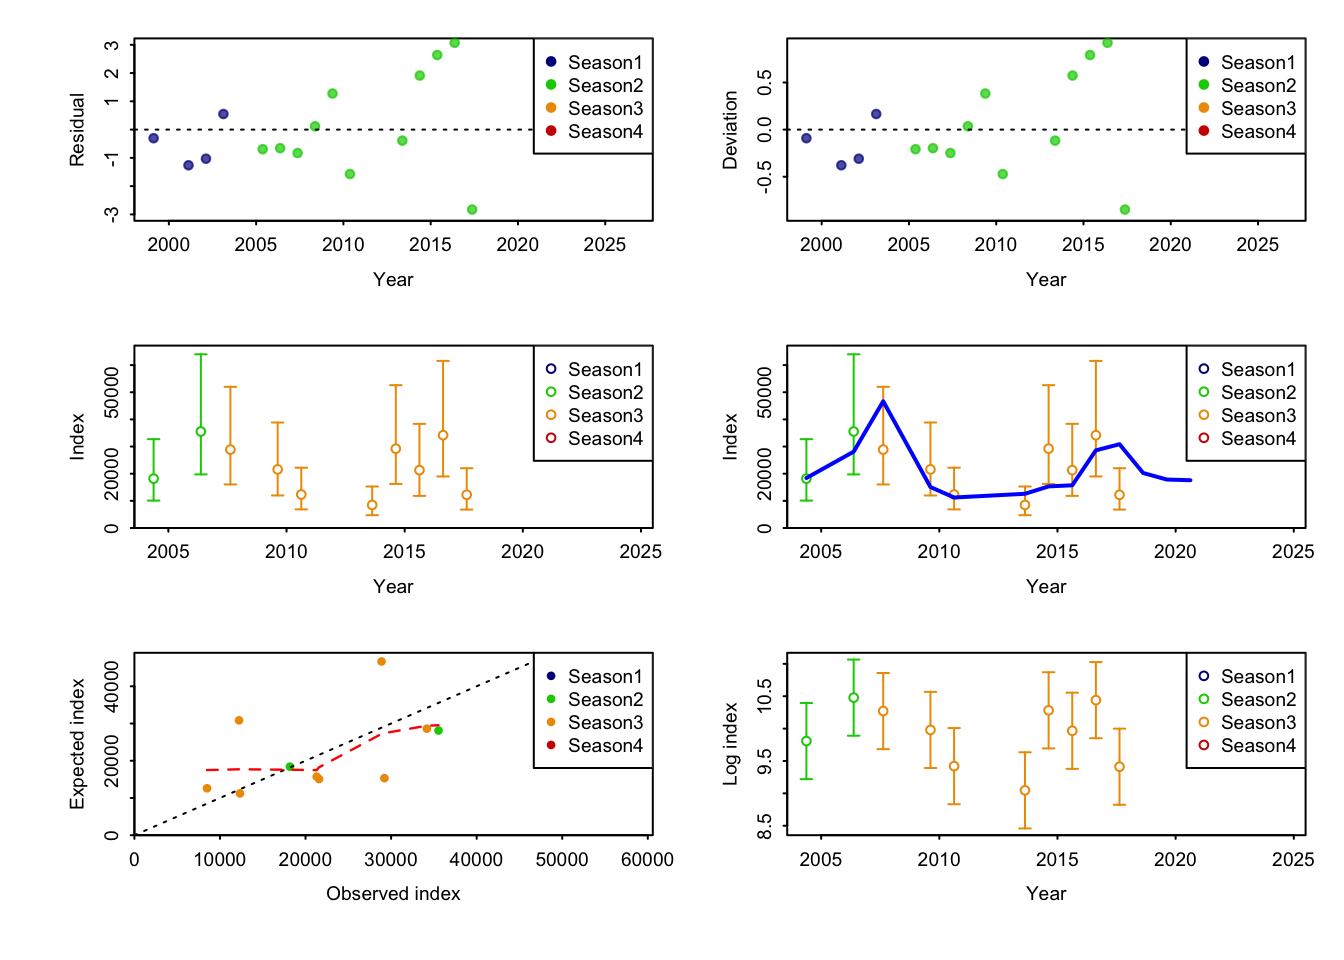 Residual
3
2
1
-1
-3
2000 2005 2010 2015 2020 2025
Year
Season1
Season2
Season3
Season4
Deviation
0.5
0.0
-0.5
2000 2005 2010 2015 2020 2025
Year
Season1
Season2
Season3
Season4
Index
50000
20000
0
2005 2010 2015 2020 2025
Year
Season1
Season2
Season3
Season4
Index
50000
20000
0
2005 2010 2015 2020 2025
Year
Season1
Season2
Season3
Season4
Expected index
40000
20000
0
0 10000 20000 30000 40000 50000 60000
Observed index
Season1
Season2
Season3
Season4
Log index
10.5
9.5
8.5
2005 2010 2015 2020 2025
Year
Season1
Season2
Season3
Season4